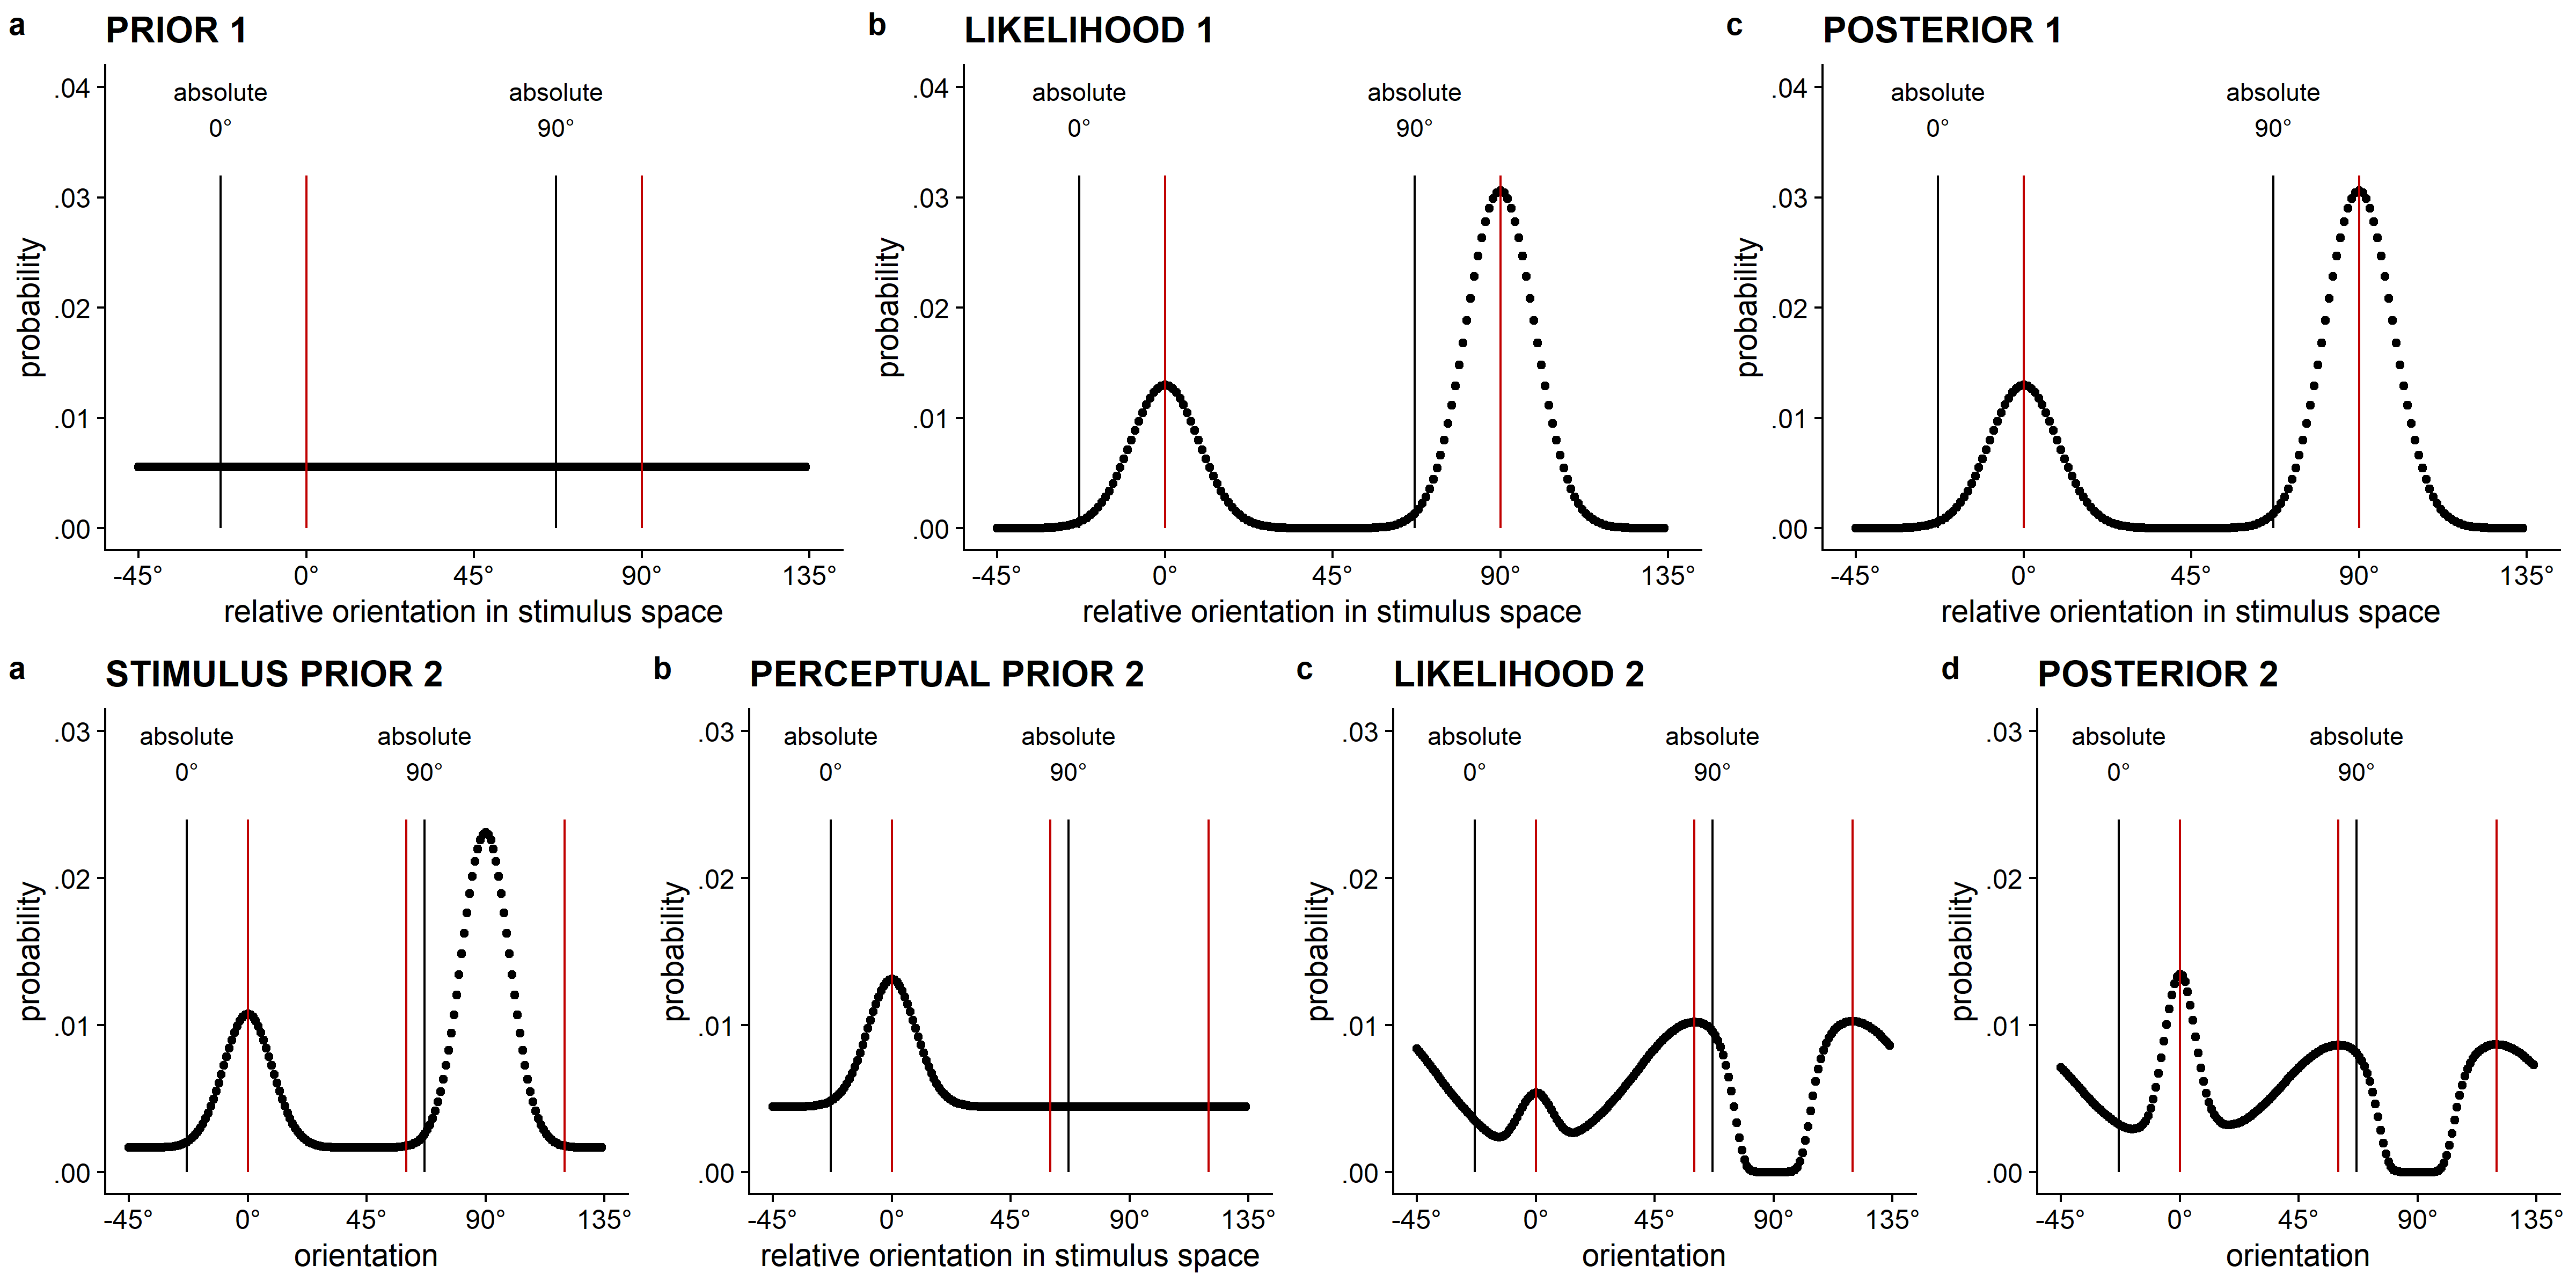 a PRIOR 1
.04
.03
.02
.01
.00
probability
absolute
0°
absolute
90°
-45° 0° 45° 90° 135°
relative orientation in stimulus space
b LIKELIHOOD 1
.04
.03
.02
.01
.00
probability
absolute
0°
absolute
90°
-45° 0° 45° 90° 135°
relative orientation in stimulus space
c POSTERIOR 1
.04
.03
.02
.01
.00
probability
absolute
0°
absolute
90°
-45° 0° 45° 90° 135°
relative orientation in stimulus space
a STIMULUS PRIOR 2
.03
.02
.01
.00
probability
absolute
0°
absolute
90°
-45° 0° 45° 90° 135°
orientation
b PERCEPTUAL PRIOR 2
.03
.02
.01
.00
probability
absolute
0°
absolute
90°
-45° 0° 45° 90° 135°
relative orientation in stimulus space
c LIKELIHOOD 2
.03
.02
.01
.00
probability
absolute
0°
absolute
90°
-45° 0° 45° 90° 135°
orientation
d POSTERIOR 2
.03
.02
.01
.00
probability
absolute
0°
absolute
90°
-45° 0° 45° 90° 135°
orientation